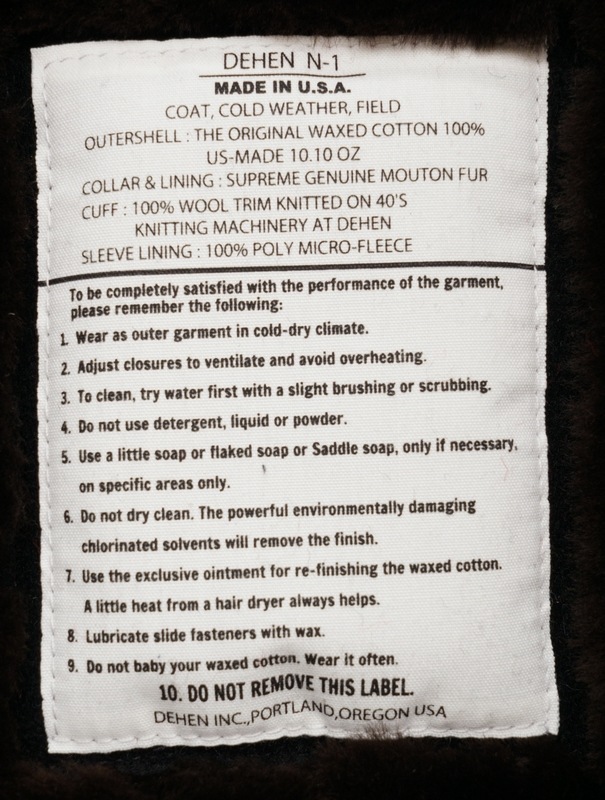 DEHEN N-1
MADE IN U.S.A.
COAT, COLD WEATHER, FIELD
OUTERSHELL : THE ORIGINAL WAXED COTTON 100%
US-MADE 10.10 OZ
COLLAR & LINING : SUPREME GENUINE MOUTON FUR
CUFF : 100% WOOL TRIM KNITTED ON 40'S
KNITTING MACHINERY AT DEHEN
SLEEVE LINING : 100% POLY MICRO-FLEECE
To be completely satisfied with the performance of the garment,
please remember the following:
1. Wear as outer garment in cold-dry climate.
2. Adjust closures to ventilate and avoid overheating.
3. To clean, try water first with a slight brushing or scrubbing.
4. Do not use detergent, liquid or powder.
5. Use a little soap or flaked soap or Saddle soap, only if necessary,
on specific areas only.
6. Do not dry clean. The powerful environmentally damaging
chlorinated solvents will remove the finish.
7. Use the exclusive ointment for re-finishing the waxed cotton.
A little heat from a hair dryer always helps.
8. Lubricate slide fasteners with wax.
9. Do not baby your waxed cotton. Wear it often.
10. DO NOT REMOVE THIS LABEL.
DEHEN INC.,PORTLAND,OREGON USA